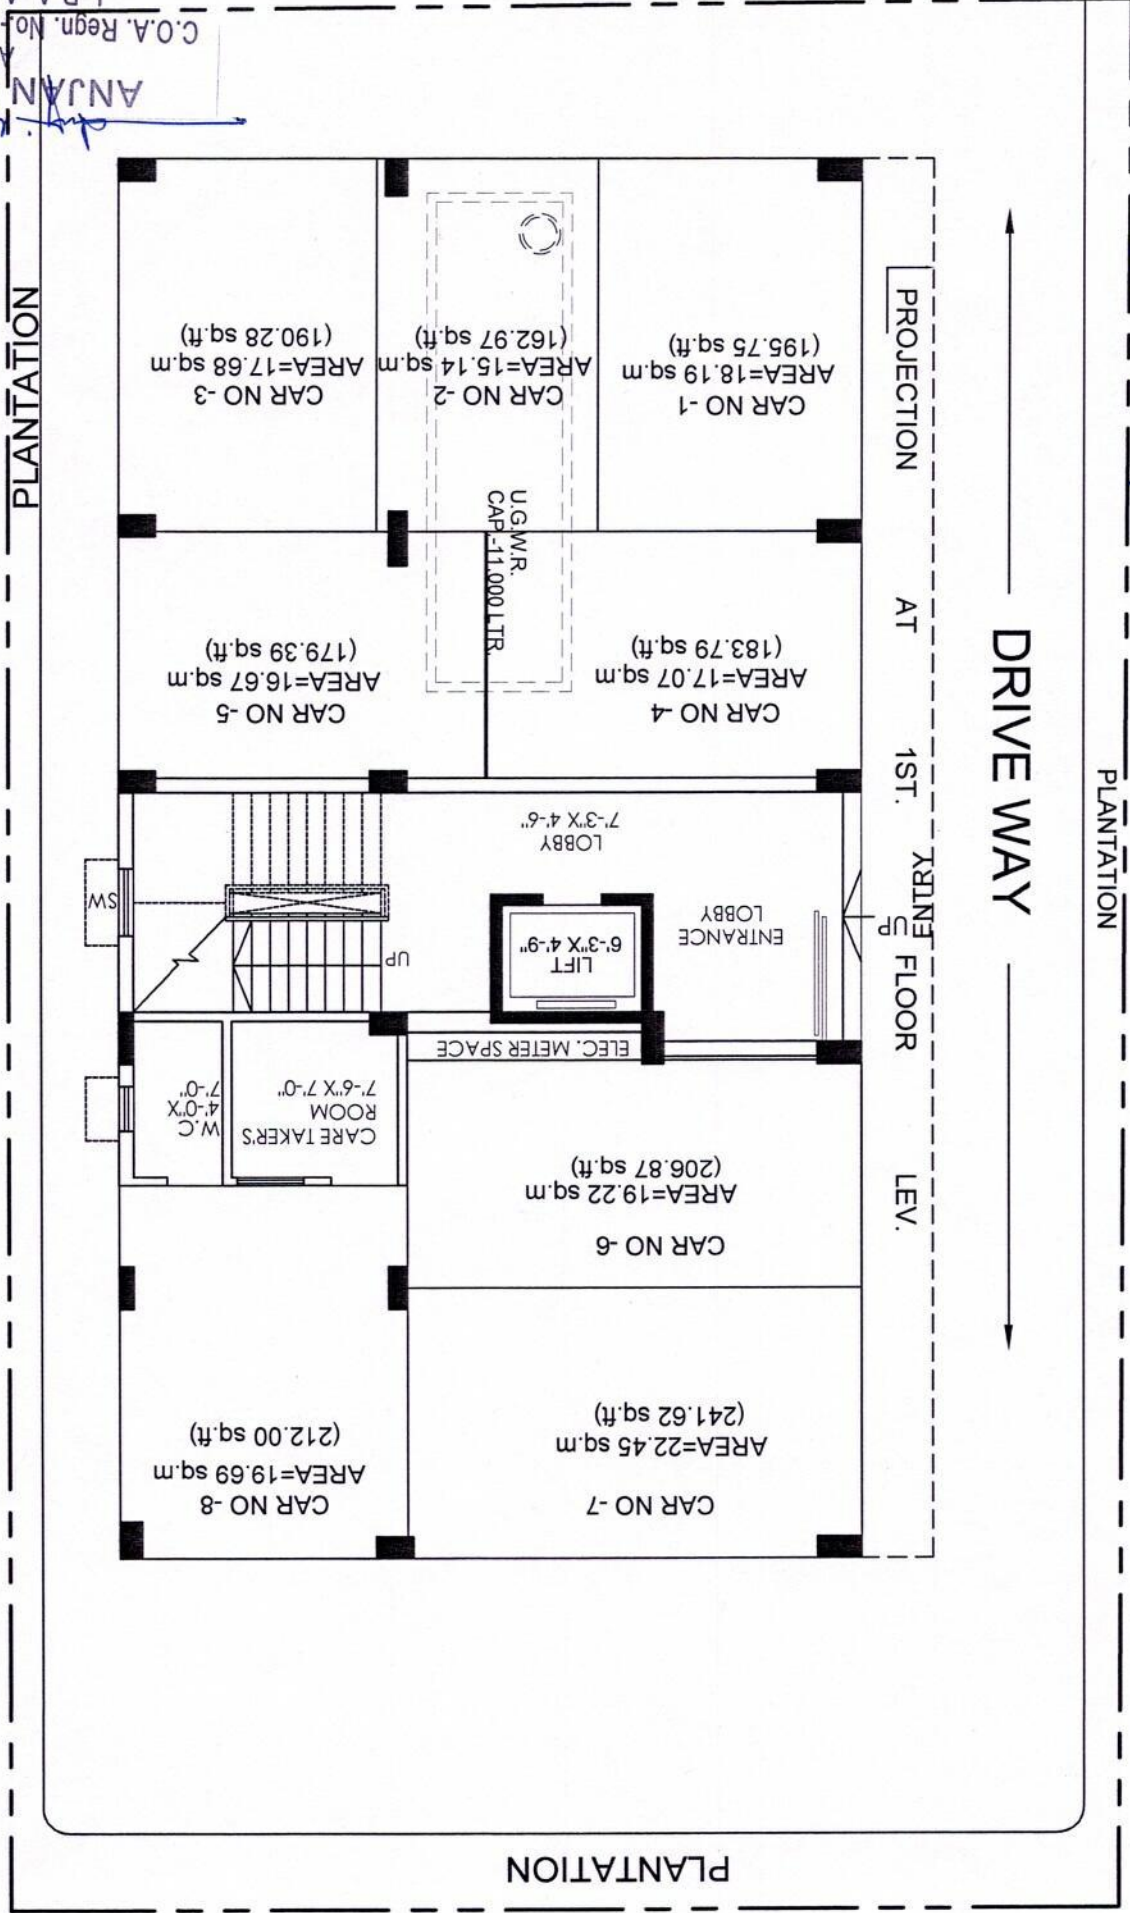 PLANTATION
CAR NO -7
AREA=22.45 sq.m
(241.62 sq.ft)
CAR NO -8
AREA=19.69 sq.m
(212.00 sq.ft)
CAR NO -6
AREA=19.22 sq.m
(206.87 sq.ft)
CARE TAKER'S
ROOM
7'-6"X 7'-0"
W.C
4'-0"X
7'-0"
ELEC. METER SPACE
LIFT
6'-3"X 4'-9"
ENTRANCE
LOBBY
UP
ENTRY
UP
SW
LOBBY
7'-3"X 4'-6"
CAR NO -4
AREA=17.07 sq.m
(183.79 sq.ft)
CAR NO -5
AREA=16.67 sq.m
(179.39 sq.ft)
U.G.W.R.
CAP.-11,000 LTR.
CAR NO -1
AREA=18.19 sq.m
(195.75 sq.ft)
CAR NO -2
AREA=15.14 sq.m
(162.97 sq.ft)
CAR NO -3
AREA=17.68 sq.m
(190.28 sq.ft)
PROJECTION AT 1ST. FLOOR LEV.
DRIVE WAY
PLANTATION
PLANTATION
ANJAN
C.O.A. Regn. No.